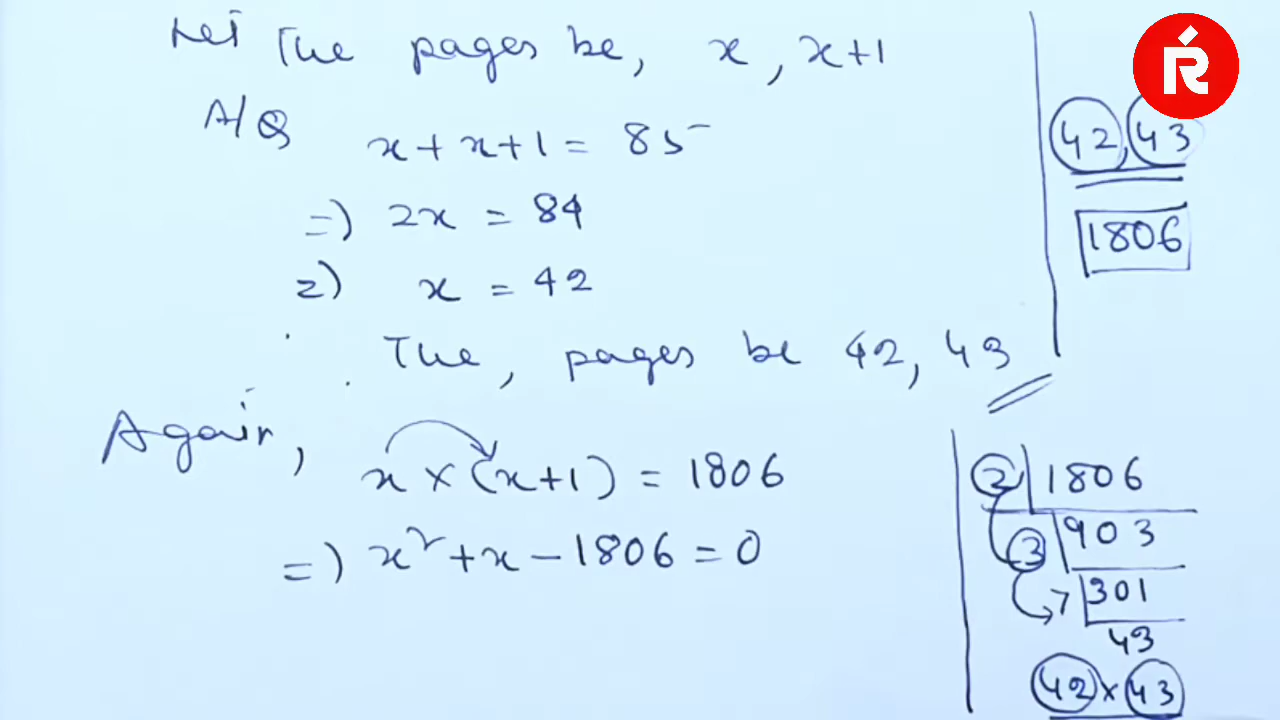 Let The pages be, x, x+1
A/Q
x + x+1 = 85
=) 2x = 84
=) x = 42
The, pages be 42, 43
Again,
x × (x+1) = 1806
=) x² + x - 1806 = 0
42, 43
1806
2 | 1806
3 | 903
7 | 301
43
42 × 43
R